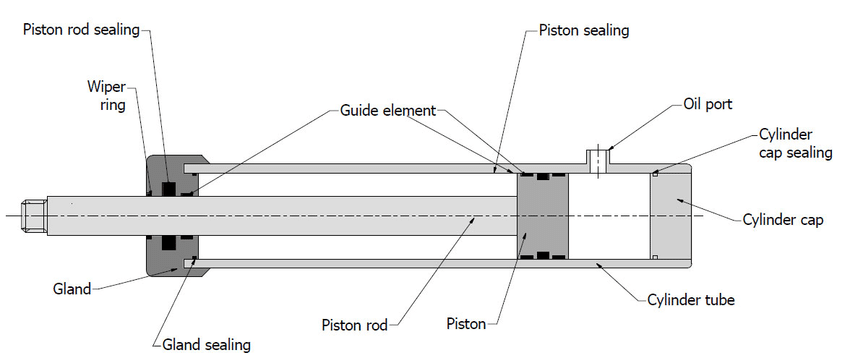 Piston rod sealing
Piston sealing
Wiper
ring
Guide element
Oil port
Cylinder
cap sealing
Cylinder cap
Gland
Cylinder tube
Piston rod
Piston
Gland sealing